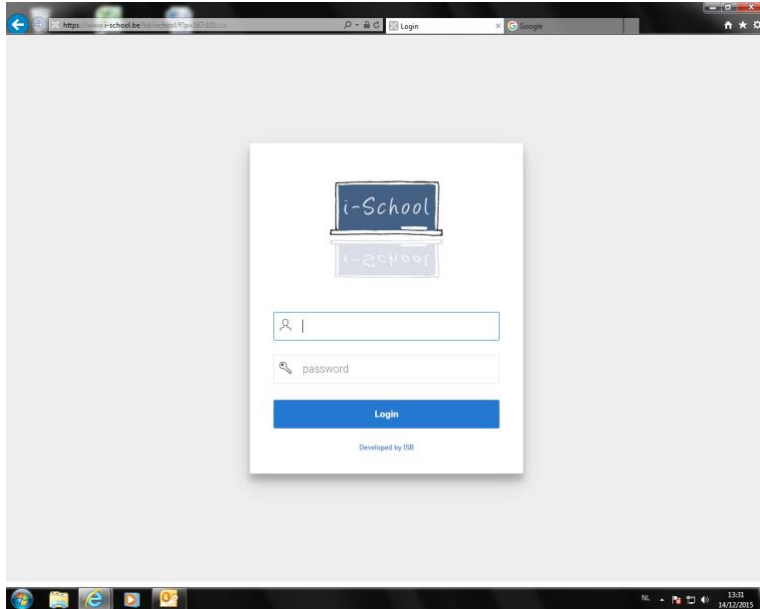 https://www.i-school.be
Login
Google
i-School
password
Login
Developed by ISB
NL
13:31
14/12/2015